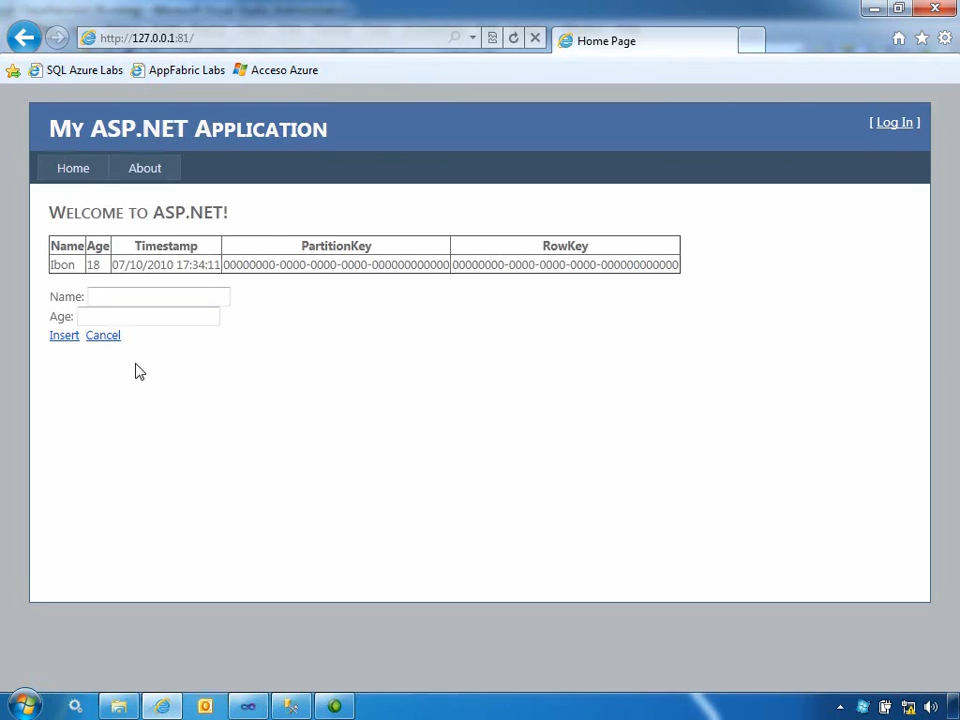 http://127.0.0.1:81/
Home Page
SQL Azure Labs
AppFabric Labs
Acceso Azure
My ASP.NET Application
[ Log In ]
Home
About
Welcome to ASP.NET!
Name Age Timestamp PartitionKey RowKey
Ibon 18 07/10/2010 17:34:11 00000000-0000-0000-0000-000000000000 00000000-0000-0000-0000-000000000000
Name:
Age:
Insert Cancel